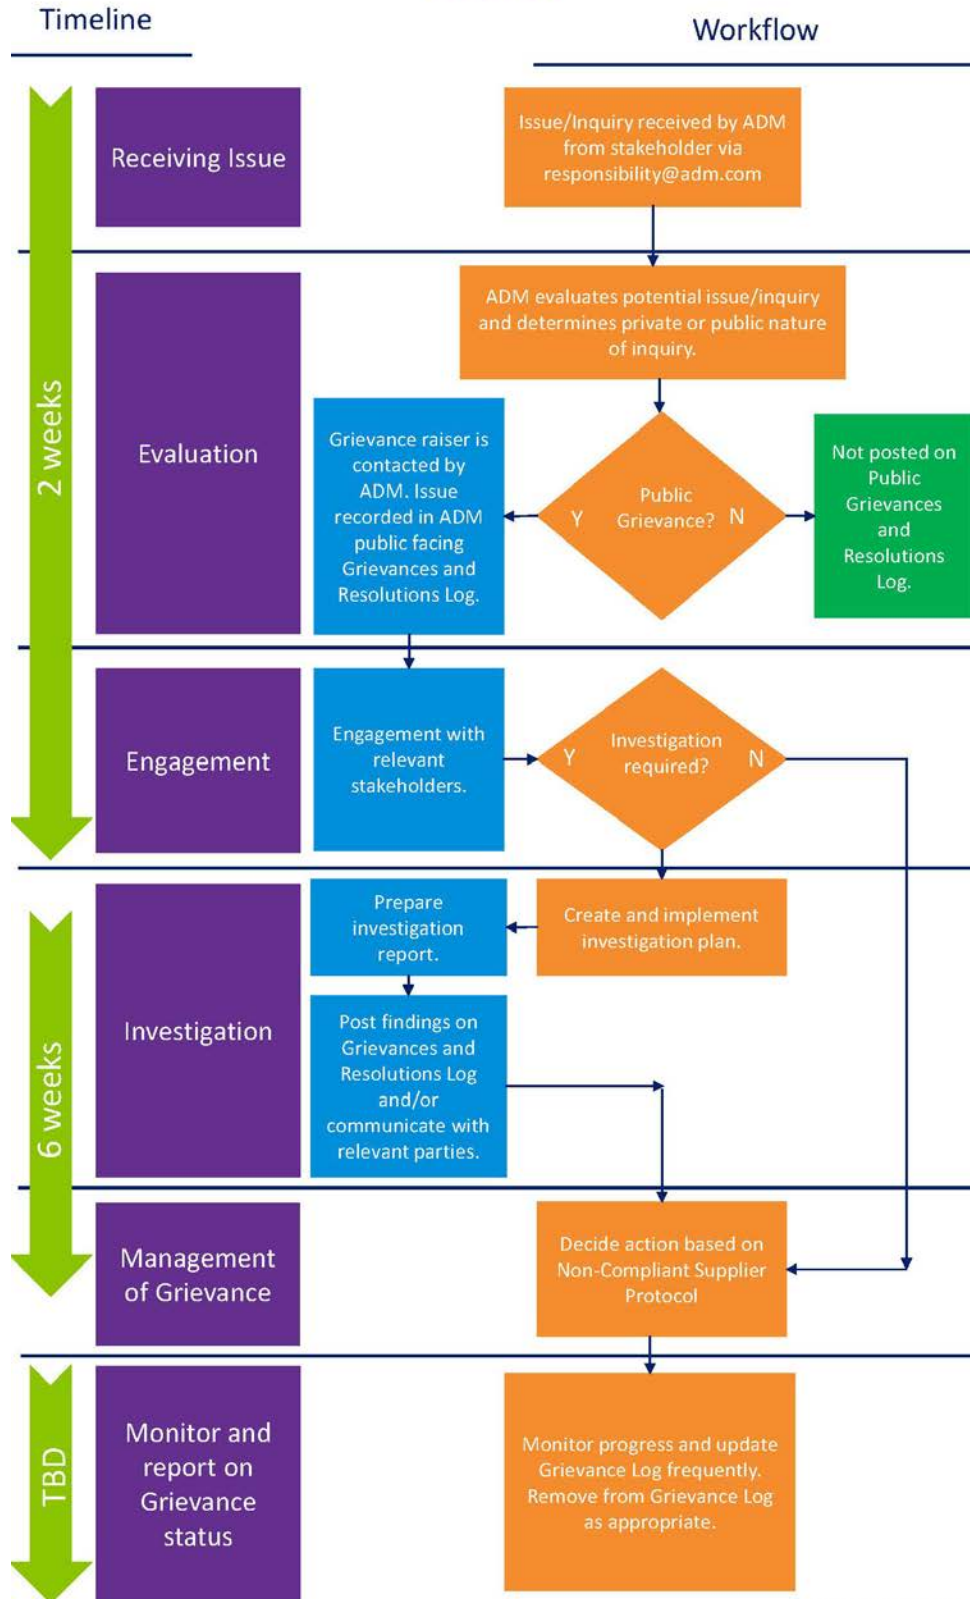 Timeline
Workflow
2 weeks
Receiving Issue
Issue/Inquiry received by ADM
from stakeholder via
responsibility@adm.com
Evaluation
ADM evaluates potential issue/inquiry
and determines private or public nature
of inquiry.
Grievance raiser is
contacted by
ADM. Issue
recorded in ADM
public facing
Grievances and
Resolutions Log.
Y
Public
Grievance?
N
Not posted on
Public
Grievances
and
Resolutions
Log.
Engagement
Engagement with
relevant
stakeholders.
Y
Investigation
required?
N
6 weeks
Investigation
Prepare
investigation
report.
Create and implement
investigation plan.
Post findings on
Grievances and
Resolutions Log
and/or
communicate with
relevant parties.
Management
of Grievance
Decide action based on
Non-Compliant Supplier
Protocol
TBD
Monitor and
report on
Grievance
status
Monitor progress and update
Grievance Log frequently.
Remove from Grievance Log
as appropriate.